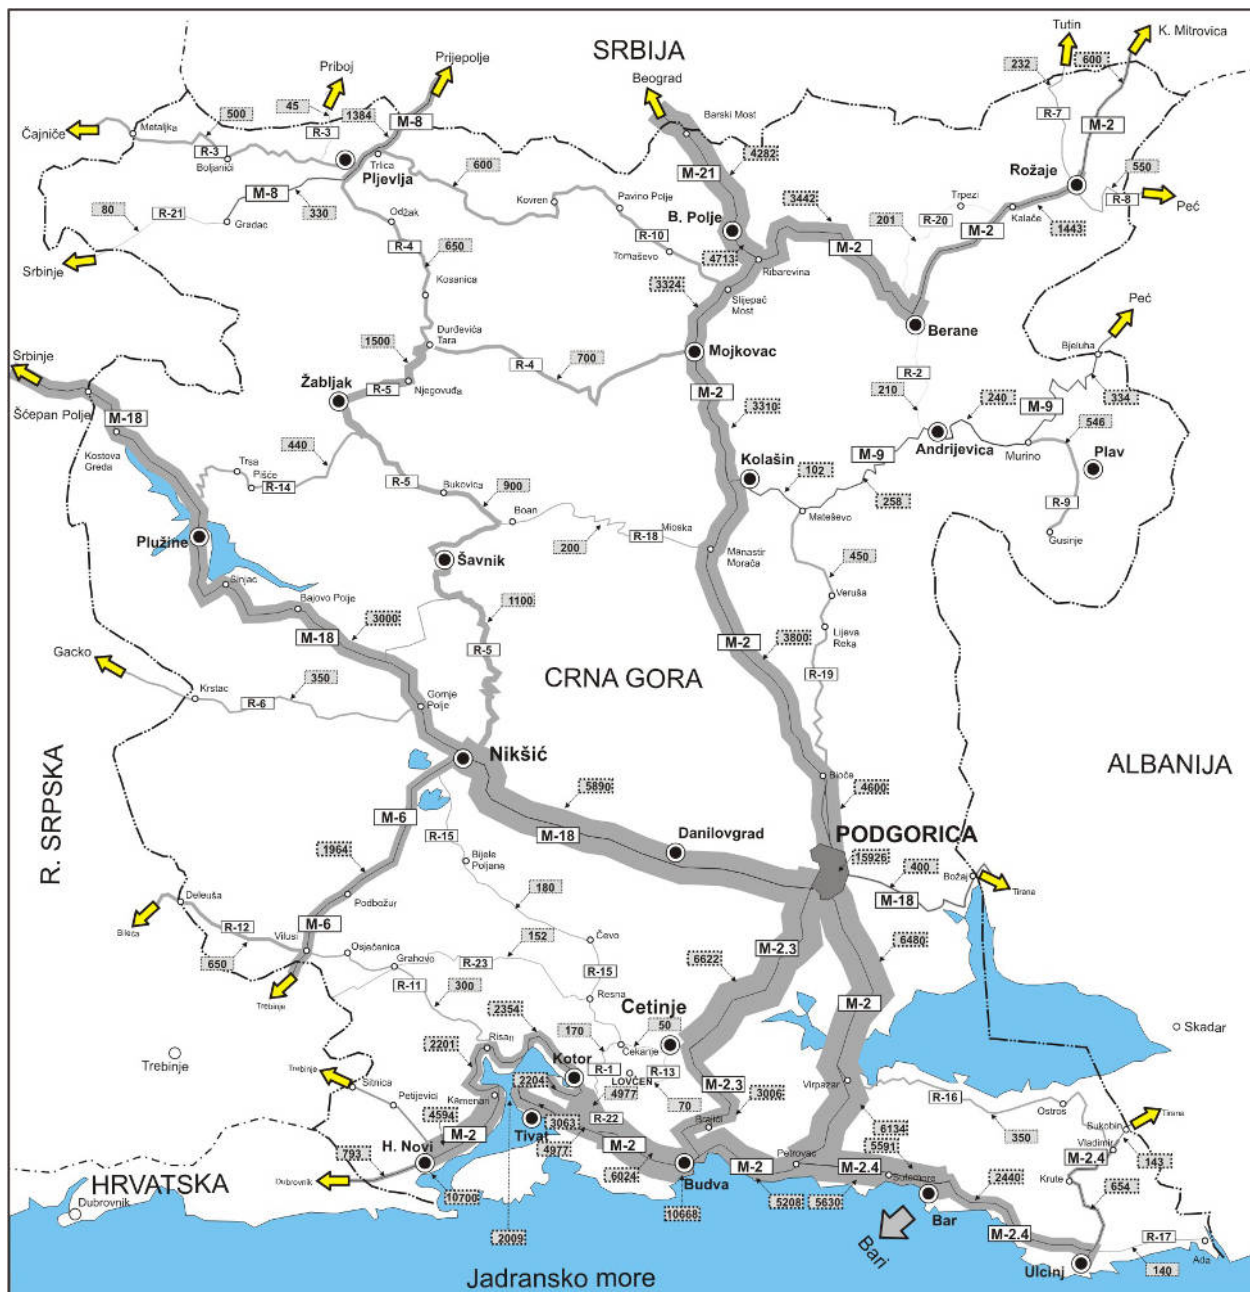 Tutin
K. Mitrovica
SRBIJA
Prijepolje
Priboj
Beograd
232
600
500
45
1384
M-8
R-3
Čajniče
Metaljka
R-3
Boljanići
Barski Most
4282
M-21
R-7
M-2
Trlica
Pljevlja
600
Rožaje
550
R-8
Peć
M-8
330
80
R-21
Gradac
Odžak
R-4
650
Kovren
Pavino Polje
R-10
Tomaševo
B. Polje
4713
3442
M-2
201
Trpezi
R-20
Kalače
M-2
1443
Srbinje
Kosanica
3324
Ribarevina
Slijepač
Most
Peć
Berane
Bjeluha
Đurđevića
Tara
1500
R-4
700
Mojkovac
Srbinje
Žabljak
R-5
Njegovuđa
M-2
R-2
210
240
M-9
334
Šćepan Polje
M-18
3310
546
Kostova
Greda
440
Trsa
Pišće
R-14
Kolašin
102
M-9
Andrijevica
Murino
Plav
258
R-5
Bukovica
900
Boan
Mateševo
R-9
Gusinje
Plužine
200
R-18
Mioska
Manastir
Morača
Šavnik
450
Sinjac
Bajovo Polje
1100
Veruša
M-18
3000
R-5
M-2
3800
Lijeva
Reka
Gacko
CRNA GORA
R-19
350
Krstac
R-6
Gornje
Polje
Nikšić
ALBANIJA
R. SRPSKA
Bioče
5890
4600
M-6
R-15
M-18
Danilovgrad
PODGORICA
1964
Bijele
Poljane
15926
400
Božaj
Tirana
M-18
180
Deleuša
Podbožur
Bileća
R-12
M-6
Vilusi
650
Osječanica
Grahovo
R-23
152
Čevo
R-15
6622
M-2.3
6480
Trebinje
R-11
300
Resna
2354
Cetinje
M-2
Skadar
170
50
Čekanje
Risan
2201
Trebinje
Trebinje
Sitnica
Kotor
R-1
LOVĆEN
R-13
2204
4977
M-2.3
Virpazar
R-16
Ostros
Tirana
Petijevići
Kamenari
70
3006
350
Sukobin
4594
3063
R-22
Brajići
6134
Vladimir
143
M-2
Tivat
4977
M-2
5591
M-2.4
H. Novi
793
6024
Petrovac
M-2
M-2.4
Krute
HRVATSKA
Dubrovnik
Budva
Sutomore
2440
654
10700
5208
5630
Bar
Dubrovnik
10668
2009
M-2.4
R-17
Bari
Ulcinj
140
Ada
Jadransko more